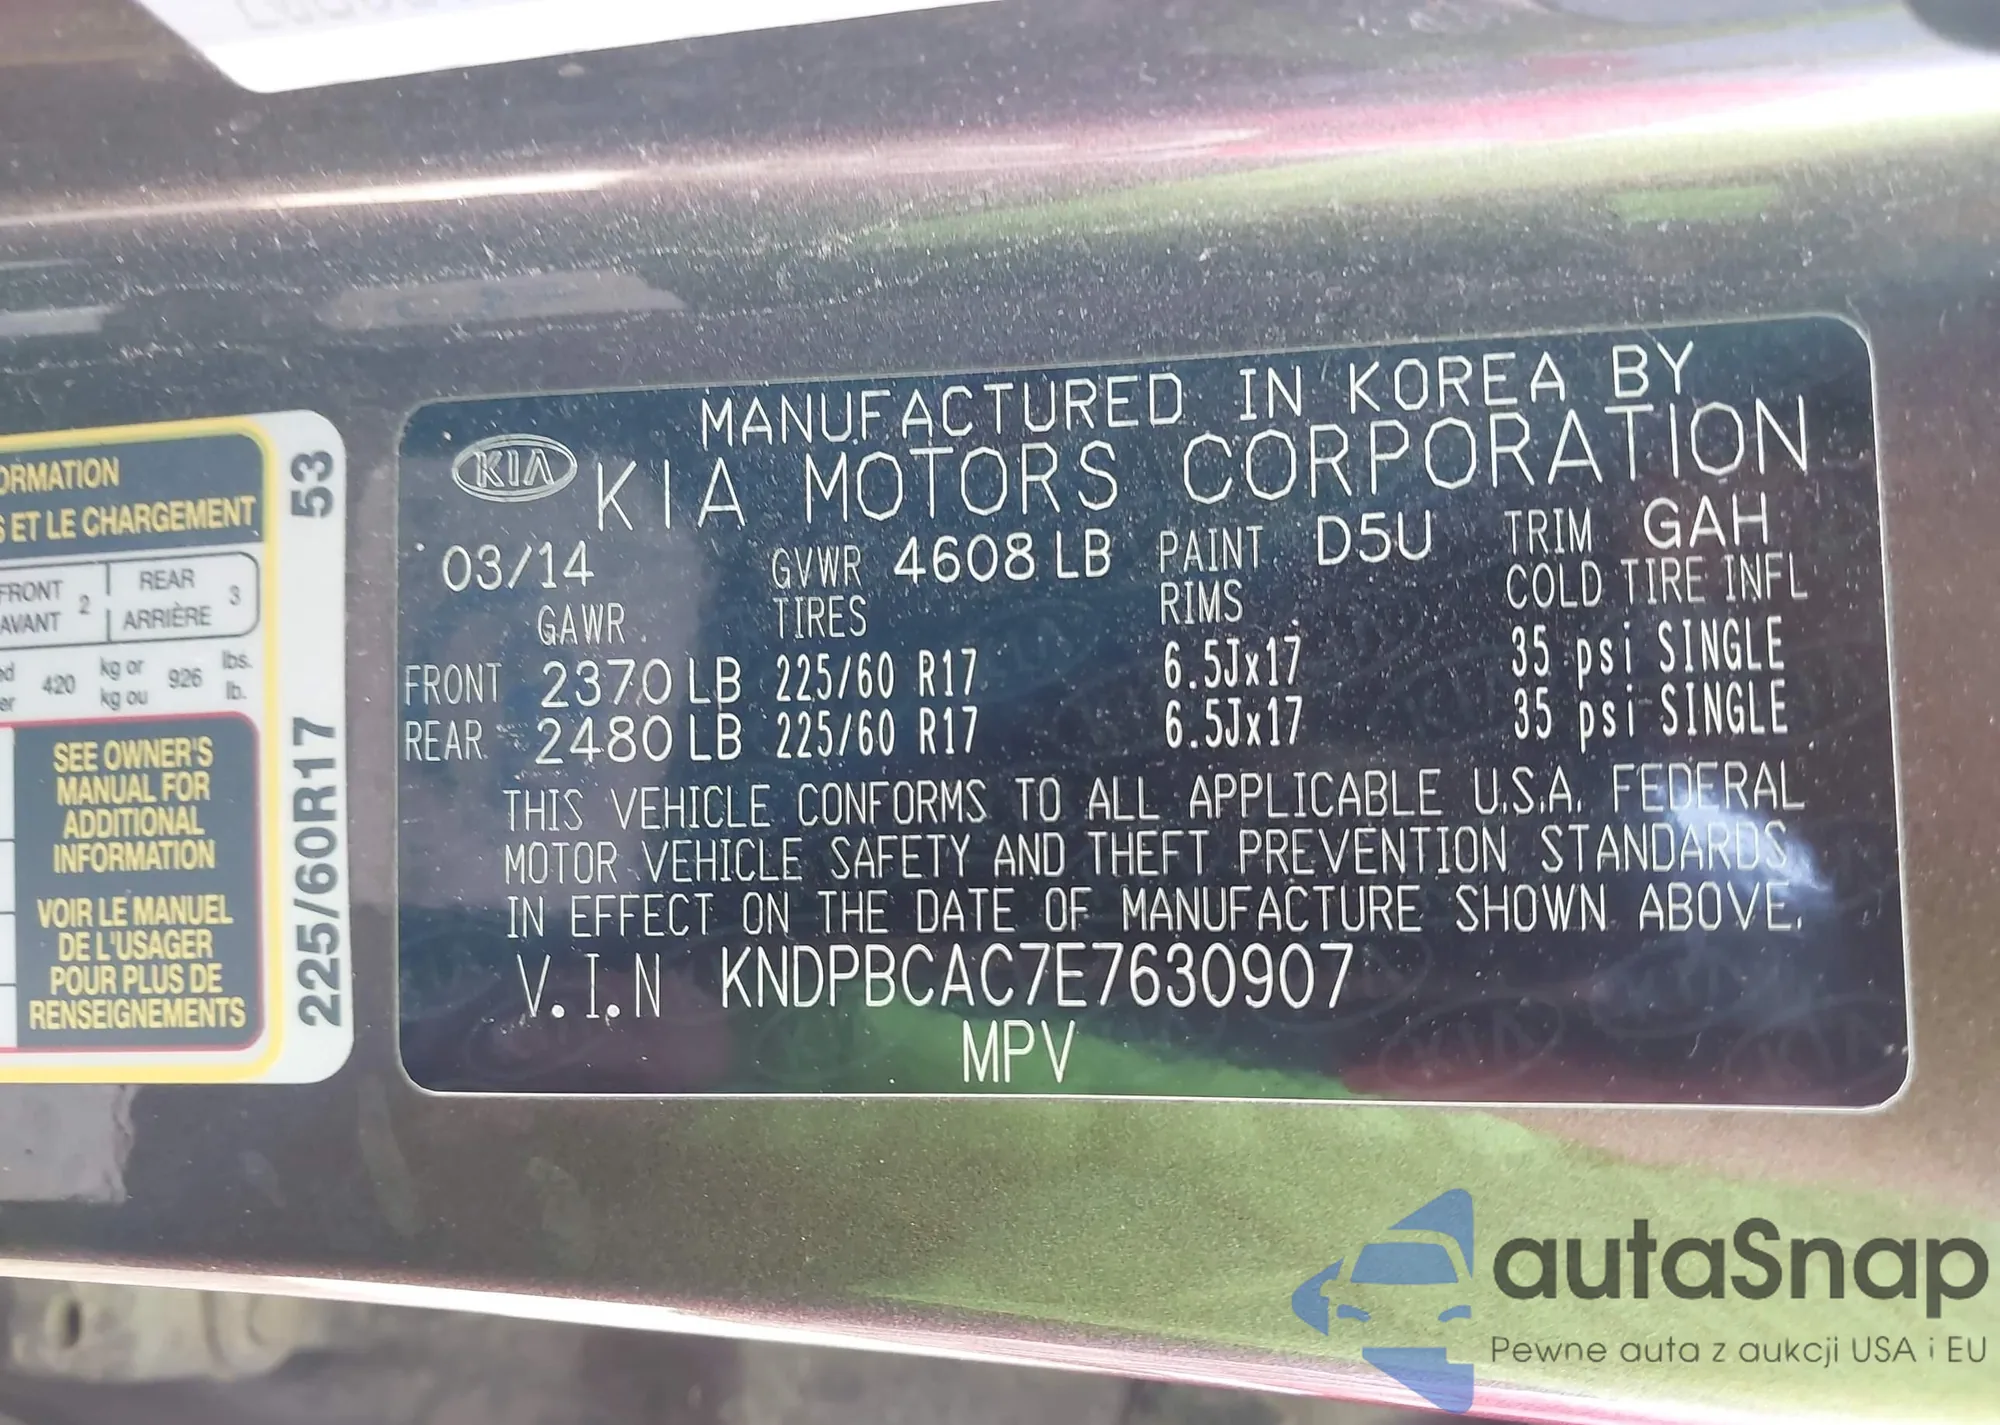 ORMATION
S ET LE CHARGEMENT
FRONT
AVANT 2
REAR
ARRIÈRE 3
420 kg or
kg ou 926 lbs.
lb.
SEE OWNER'S
MANUAL FOR
ADDITIONAL
INFORMATION
VOIR LE MANUEL
DE L'USAGER
POUR PLUS DE
RENSEIGNEMENTS
225/60R17 53
MANUFACTURED IN KOREA BY
KIA KIA MOTORS CORPORATION
03/14 GVWR 4608 LB PAINT D5U TRIM GAH
GAWR TIRES RIMS COLD TIRE INFL
FRONT 2370 LB 225/60 R17 6.5Jx17 35 psi SINGLE
REAR 2480 LB 225/60 R17 6.5Jx17 35 psi SINGLE
THIS VEHICLE CONFORMS TO ALL APPLICABLE U.S.A. FEDERAL
MOTOR VEHICLE SAFETY AND THEFT PREVENTION STANDARDS
IN EFFECT ON THE DATE OF MANUFACTURE SHOWN ABOVE.
V.I.N KNDPBCAC7E7630907
MPV
autaSnap
Pewne auta z aukcji USA i EU